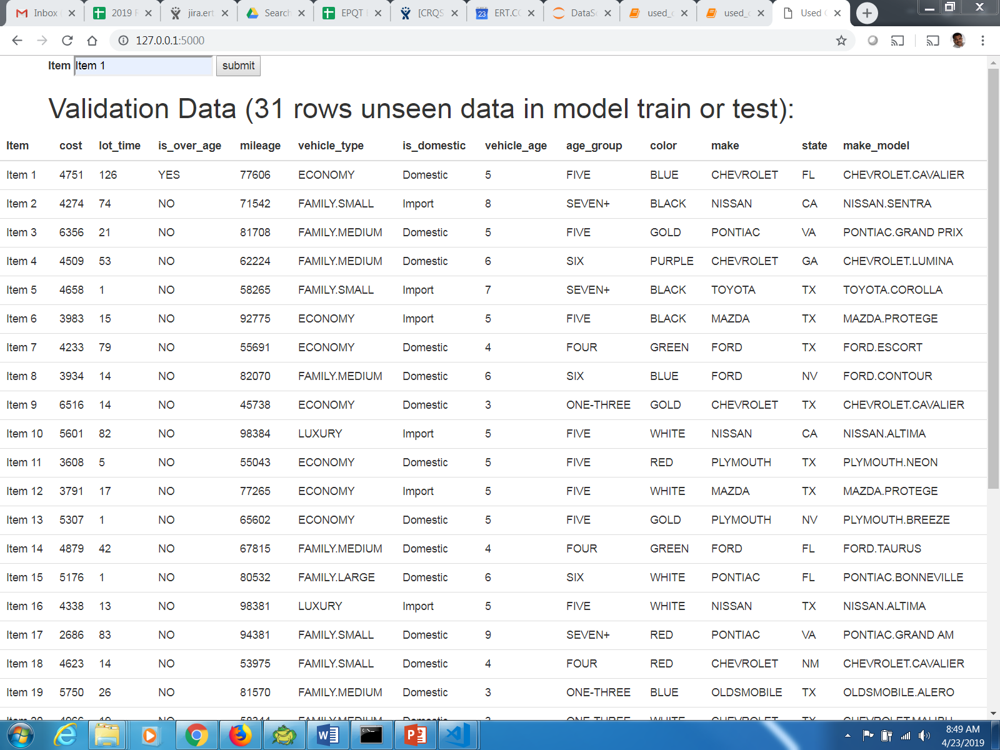 Inbox 2019 F jira.ert Search EPQT [CRQS 23 ERT.CC DataSc used_c used_c Used
127.0.0.1:5000
Item Item 1 submit
Validation Data (31 rows unseen data in model train or test):
Item cost lot_time is_over_age mileage vehicle_type is_domestic vehicle_age age_group color make state make_model
Item 1 4751 126 YES 77606 ECONOMY Domestic 5 FIVE BLUE CHEVROLET FL CHEVROLET.CAVALIER
Item 2 4274 74 NO 71542 FAMILY.SMALL Import 8 SEVEN+ BLACK NISSAN CA NISSAN.SENTRA
Item 3 6356 21 NO 81708 FAMILY.MEDIUM Domestic 5 FIVE GOLD PONTIAC VA PONTIAC.GRAND PRIX
Item 4 4509 53 NO 62224 FAMILY.MEDIUM Domestic 6 SIX PURPLE CHEVROLET GA CHEVROLET.LUMINA
Item 5 4658 1 NO 58265 FAMILY.SMALL Import 7 SEVEN+ BLACK TOYOTA TX TOYOTA.COROLLA
Item 6 3983 15 NO 92775 ECONOMY Import 5 FIVE BLACK MAZDA TX MAZDA.PROTEGE
Item 7 4233 79 NO 55691 ECONOMY Domestic 4 FOUR GREEN FORD TX FORD.ESCORT
Item 8 3934 14 NO 82070 FAMILY.MEDIUM Domestic 6 SIX BLUE FORD NV FORD.CONTOUR
Item 9 6516 14 NO 45738 ECONOMY Domestic 3 ONE-THREE GOLD CHEVROLET TX CHEVROLET.CAVALIER
Item 10 5601 82 NO 98384 LUXURY Import 5 FIVE WHITE NISSAN CA NISSAN.ALTIMA
Item 11 3608 5 NO 55043 ECONOMY Domestic 5 FIVE RED PLYMOUTH TX PLYMOUTH.NEON
Item 12 3791 17 NO 77265 ECONOMY Import 5 FIVE WHITE MAZDA TX MAZDA.PROTEGE
Item 13 5307 1 NO 65602 ECONOMY Domestic 5 FIVE GOLD PLYMOUTH NV PLYMOUTH.BREEZE
Item 14 4879 42 NO 67815 FAMILY.MEDIUM Domestic 4 FOUR GREEN FORD FL FORD.TAURUS
Item 15 5176 1 NO 80532 FAMILY.LARGE Domestic 6 SIX WHITE PONTIAC FL PONTIAC.BONNEVILLE
Item 16 4338 13 NO 98381 LUXURY Import 5 FIVE WHITE NISSAN TX NISSAN.ALTIMA
Item 17 2686 83 NO 94381 FAMILY.SMALL Domestic 9 SEVEN+ RED PONTIAC VA PONTIAC.GRAND AM
Item 18 4623 14 NO 53975 FAMILY.SMALL Domestic 4 FOUR RED CHEVROLET NM CHEVROLET.CAVALIER
Item 19 5750 26 NO 81570 FAMILY.MEDIUM Domestic 3 ONE-THREE BLUE OLDSMOBILE TX OLDSMOBILE.ALERO
8:49 AM
4/23/2019